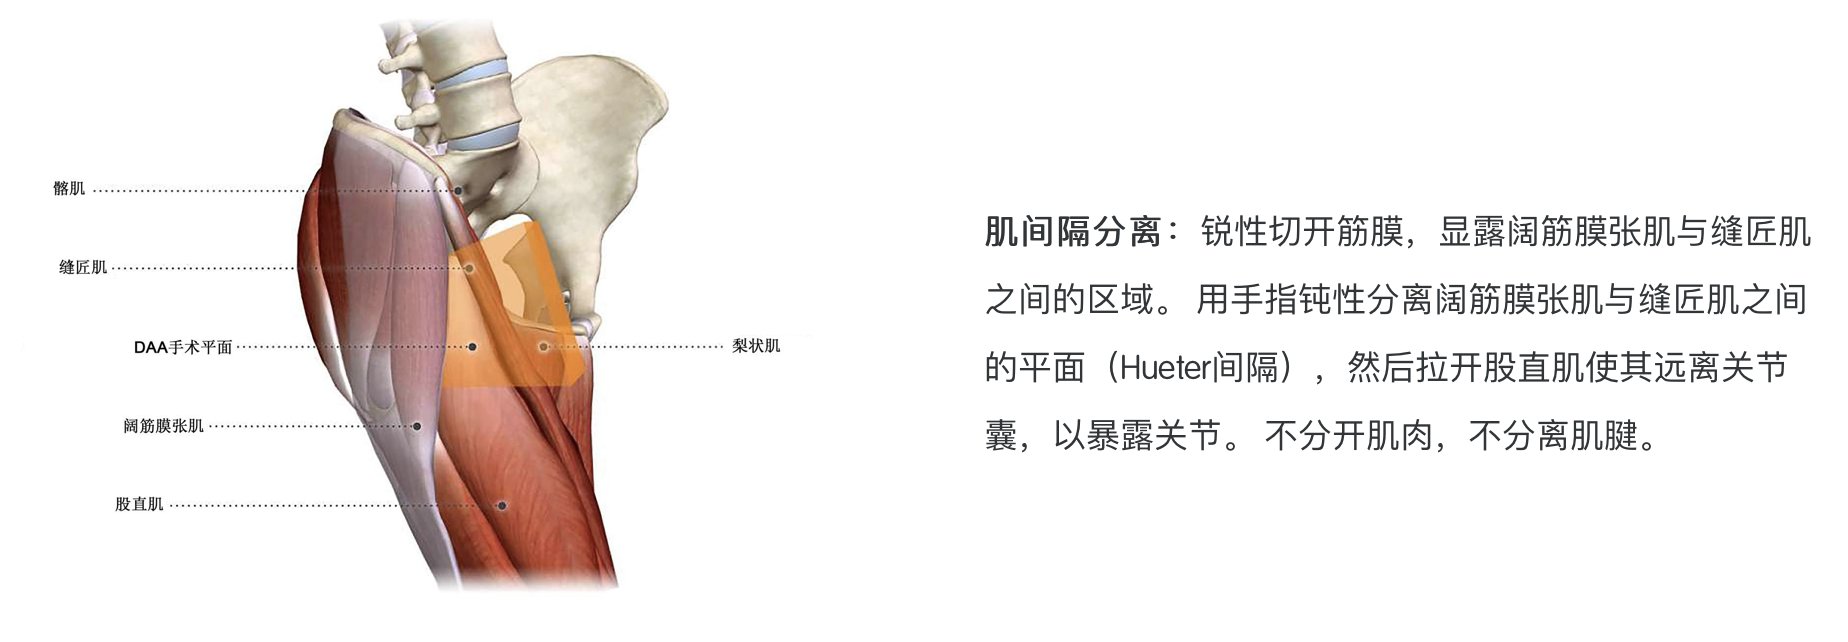 髂肌
缝匠肌
DAA手术平面
阔筋膜张肌
股直肌
梨状肌
肌间隔分离：锐性切开筋膜，显露阔筋膜张肌与缝匠肌
之间的区域。 用手指钝性分离阔筋膜张肌与缝匠肌之间
的平面（Hueter间隔），然后拉开股直肌使其远离关节
囊，以暴露关节。 不分开肌肉，不分离肌腱。